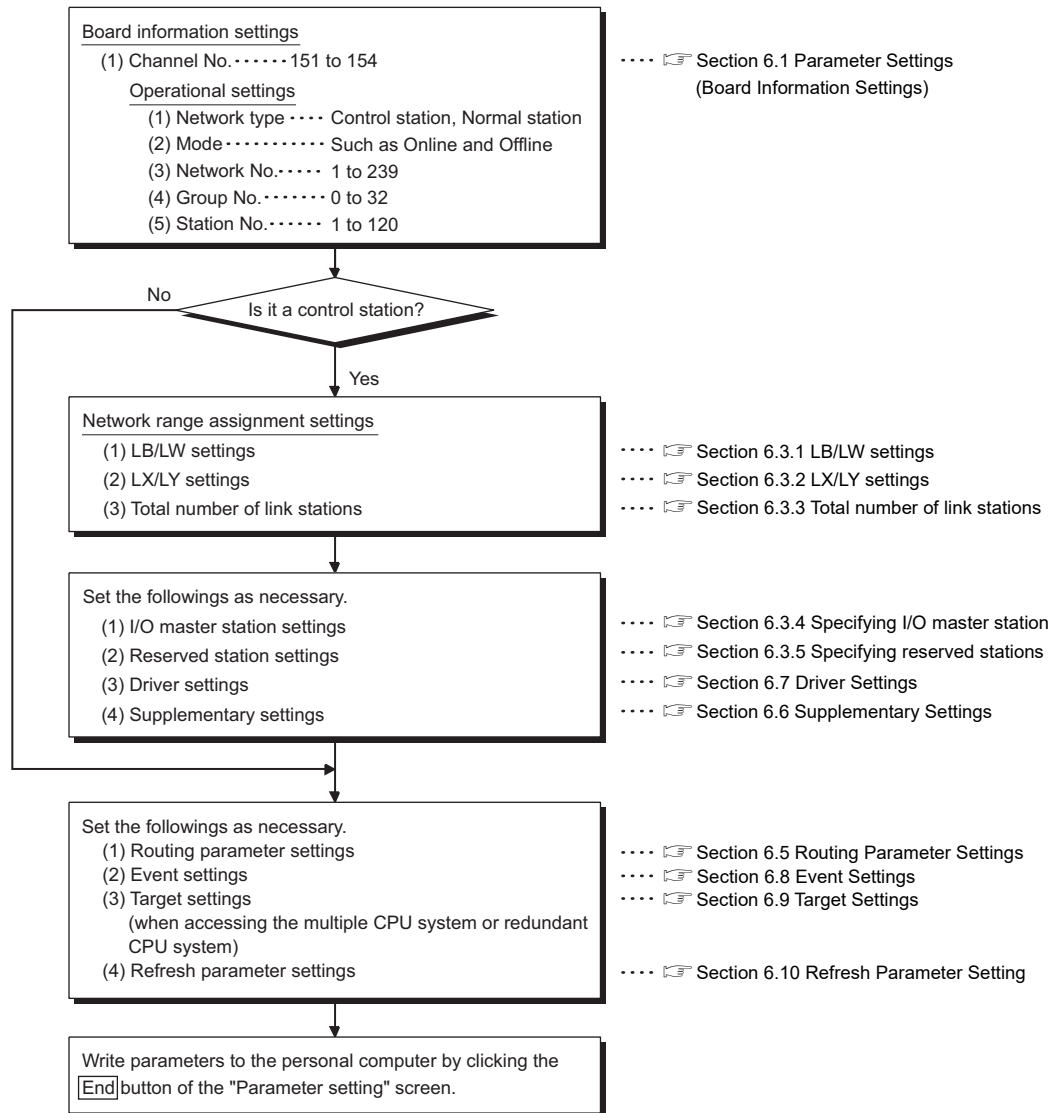 Board information settings
(1) Channel No. ······ 151 to 154
···· ☞ Section 6.1 Parameter Settings
(Board Information Settings)
Operational settings
(1) Network type ···· Control station, Normal station
(2) Mode ··········· Such as Online and Offline
(3) Network No. ····· 1 to 239
(4) Group No. ······· 0 to 32
(5) Station No. ······ 1 to 120
No
Is it a control station?
Yes
Network range assignment settings
(1) LB/LW settings ···· ☞ Section 6.3.1 LB/LW settings
(2) LX/LY settings ···· ☞ Section 6.3.2 LX/LY settings
(3) Total number of link stations ···· ☞ Section 6.3.3 Total number of link stations
Set the followings as necessary.
(1) I/O master station settings ···· ☞ Section 6.3.4 Specifying I/O master station
(2) Reserved station settings ···· ☞ Section 6.3.5 Specifying reserved stations
(3) Driver settings ···· ☞ Section 6.7 Driver Settings
(4) Supplementary settings ···· ☞ Section 6.6 Supplementary Settings
Set the followings as necessary.
(1) Routing parameter settings ···· ☞ Section 6.5 Routing Parameter Settings
(2) Event settings ···· ☞ Section 6.8 Event Settings
(3) Target settings ···· ☞ Section 6.9 Target Settings
(when accessing the multiple CPU system or redundant
CPU system)
(4) Refresh parameter settings ···· ☞ Section 6.10 Refresh Parameter Setting
Write parameters to the personal computer by clicking the
End button of the "Parameter setting" screen.